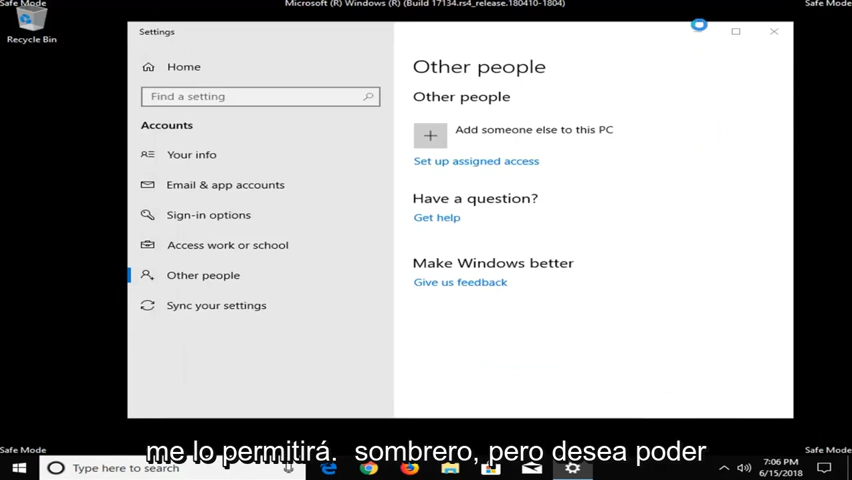 Safe Mode
Microsoft (R) Windows (R) (Build 17134.rs4_release.180410-1804)
Safe Mode
Recycle Bin
Settings
Home
Find a setting
Accounts
Your info
Email & app accounts
Sign-in options
Access work or school
Other people
Sync your settings
Other people
Other people
Add someone else to this PC
Set up assigned access
Have a question?
Get help
Make Windows better
Give us feedback
me lo permitirá. sombrero, pero desea poder
Safe Mode
Safe Mode
Type here to search
7:06 PM
6/15/2018